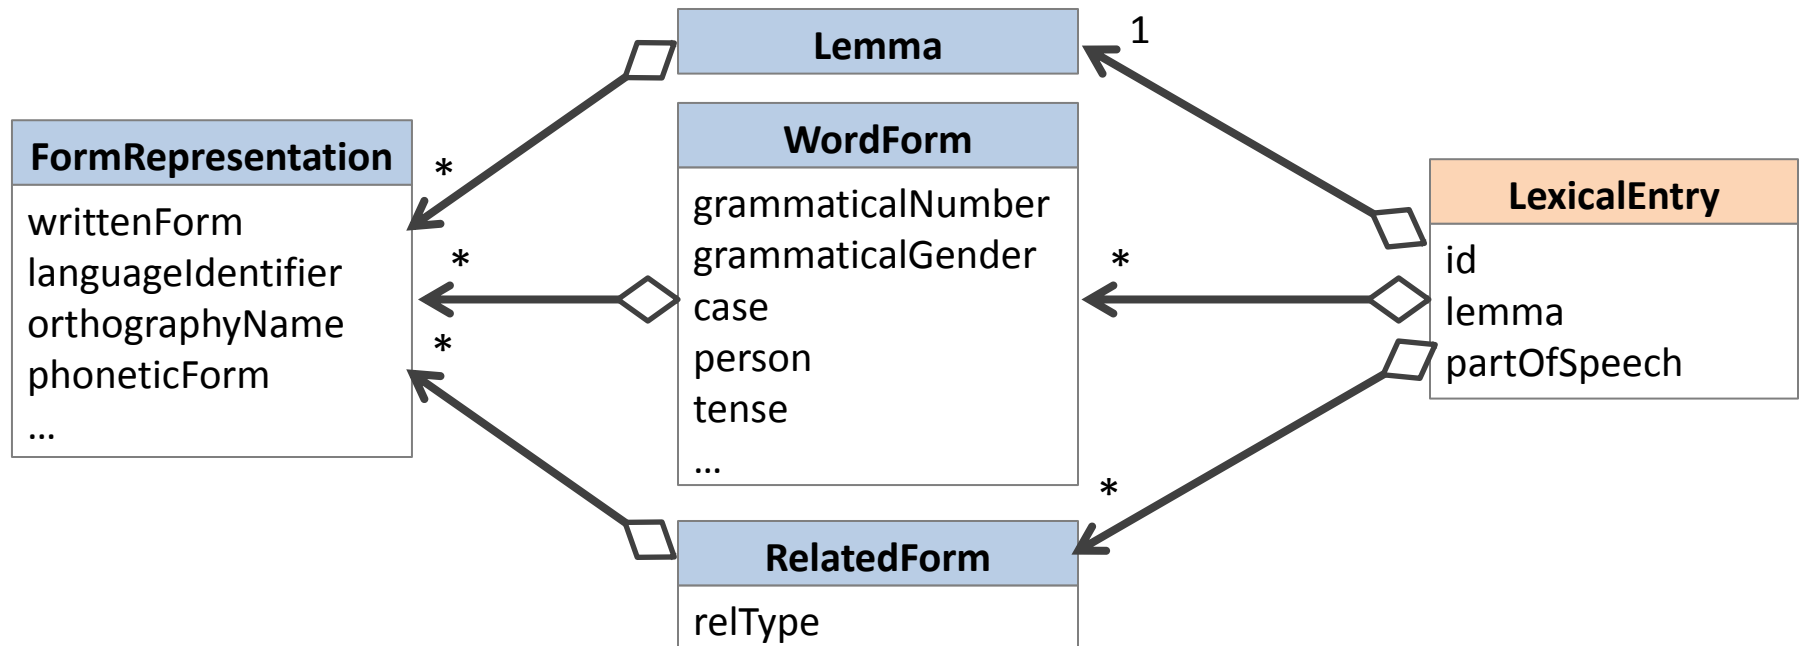 Lemma
1
FormRepresentation
writtenForm
languageIdentifier
orthographyName
phoneticForm
...
*
*
*
WordForm
grammaticalNumber
grammaticalGender
case
person
tense
...
*
*
LexicalEntry
id
lemma
partOfSpeech
RelatedForm
relType